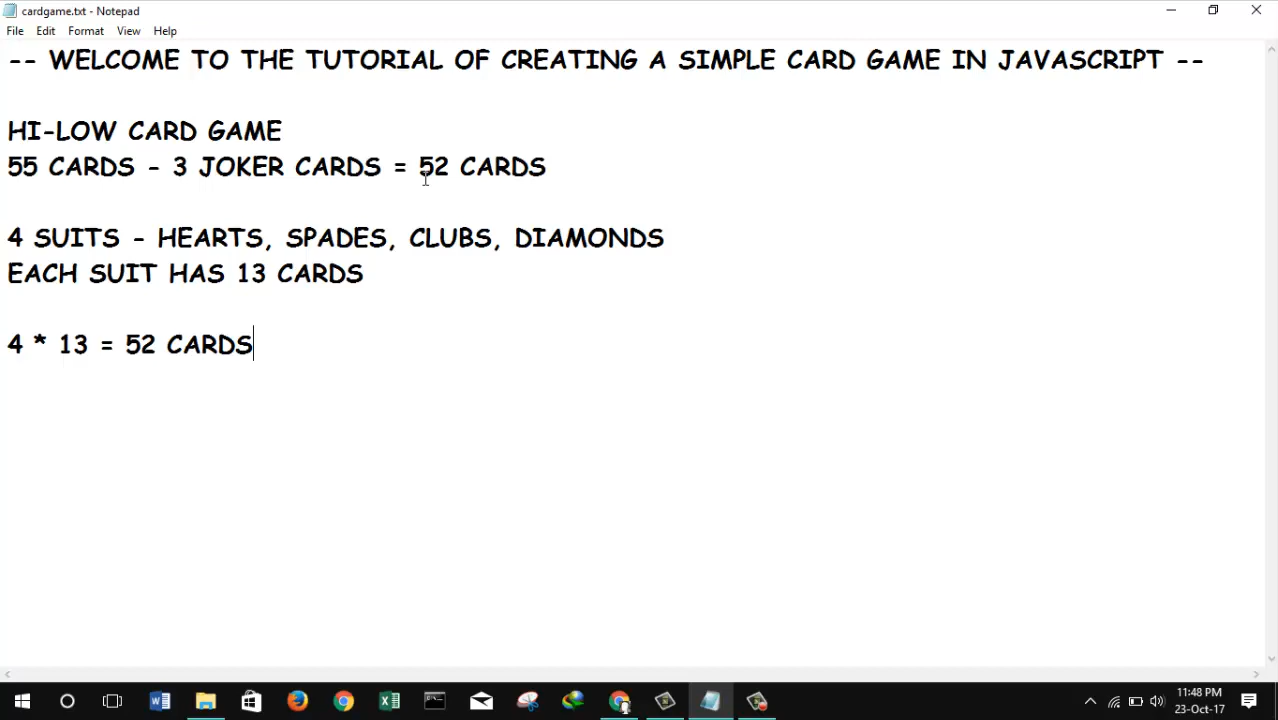 cardgame.txt - Notepad
File Edit Format View Help
-- WELCOME TO THE TUTORIAL OF CREATING A SIMPLE CARD GAME IN JAVASCRIPT --
HI-LOW CARD GAME
55 CARDS - 3 JOKER CARDS = 52 CARDS
4 SUITS - HEARTS, SPADES, CLUBS, DIAMONDS
EACH SUIT HAS 13 CARDS
4 * 13 = 52 CARDS
11:48 PM
23-Oct-17